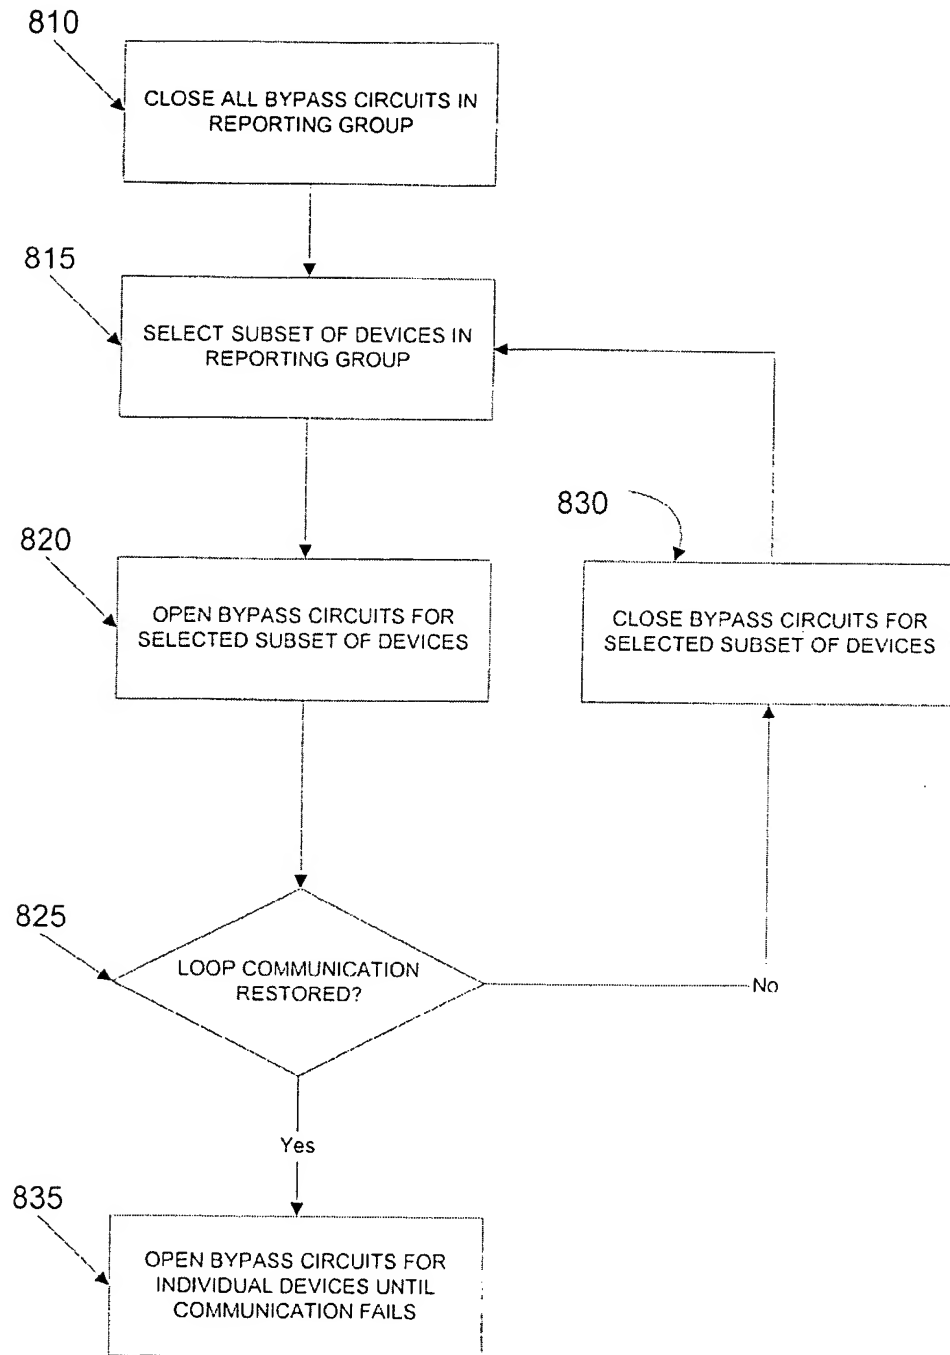 810
CLOSE ALL BYPASS CIRCUITS IN
REPORTING GROUP
815
SELECT SUBSET OF DEVICES IN
REPORTING GROUP
820
OPEN BYPASS CIRCUITS FOR
SELECTED SUBSET OF DEVICES
830
CLOSE BYPASS CIRCUITS FOR
SELECTED SUBSET OF DEVICES
825
LOOP COMMUNICATION
RESTORED?
No
Yes
835
OPEN BYPASS CIRCUITS FOR
INDIVIDUAL DEVICES UNTIL
COMMUNICATION FAILS